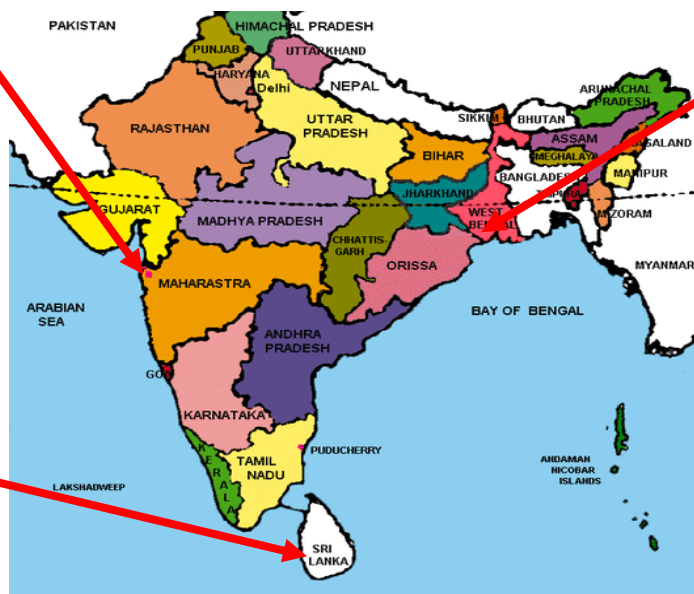 PAKISTAN
HIMACHAL PRADESH
PUNJAB
UTTARKHAND
HARYANA
Delhi
NEPAL
ARUNACHAL
PRADESH
SIKKIM
BHUTAN
RAJASTHAN
UTTAR
PRADESH
ASSAM
BIHAR
MEGHALAYA
BANGLADESH
MANIPUR
JHARKHAND
GUJARAT
MADHYA PRADESH
WEST
BENGAL
MIZORAM
CHHATTIS-
GARH
ORISSA
MYANMAR
MAHARASTRA
ARABIAN
SEA
BAY OF BENGAL
ANDHRA
PRADESH
KARNATAKA
PUDUCHERRY
TAMIL
NADU
KERALA
ANDAMAN
NICOBAR
ISLANDS
LAKSHADWEEP
SRI
LANKA